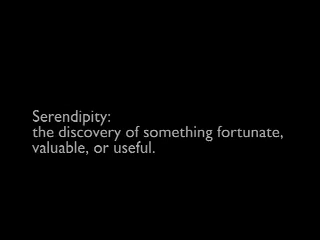 Serendipity:
the discovery of something fortunate,
valuable, or useful.